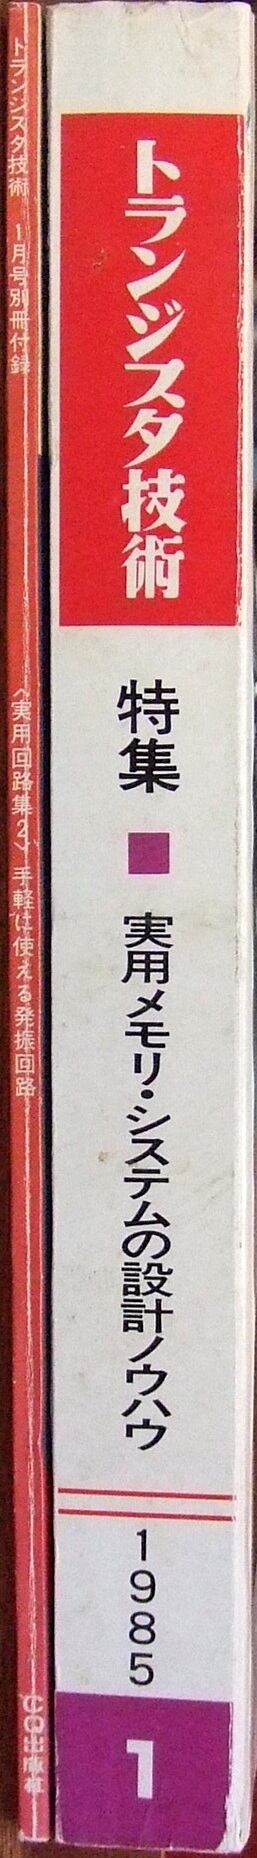 トランジスタ技術
特集 ■ 実用メモリ・システムの設計ノウハウ
1985
1
トランジスタ技術 1月号別冊付録
〈実用回路集2〉手軽に使える発振回路
CQ出版社